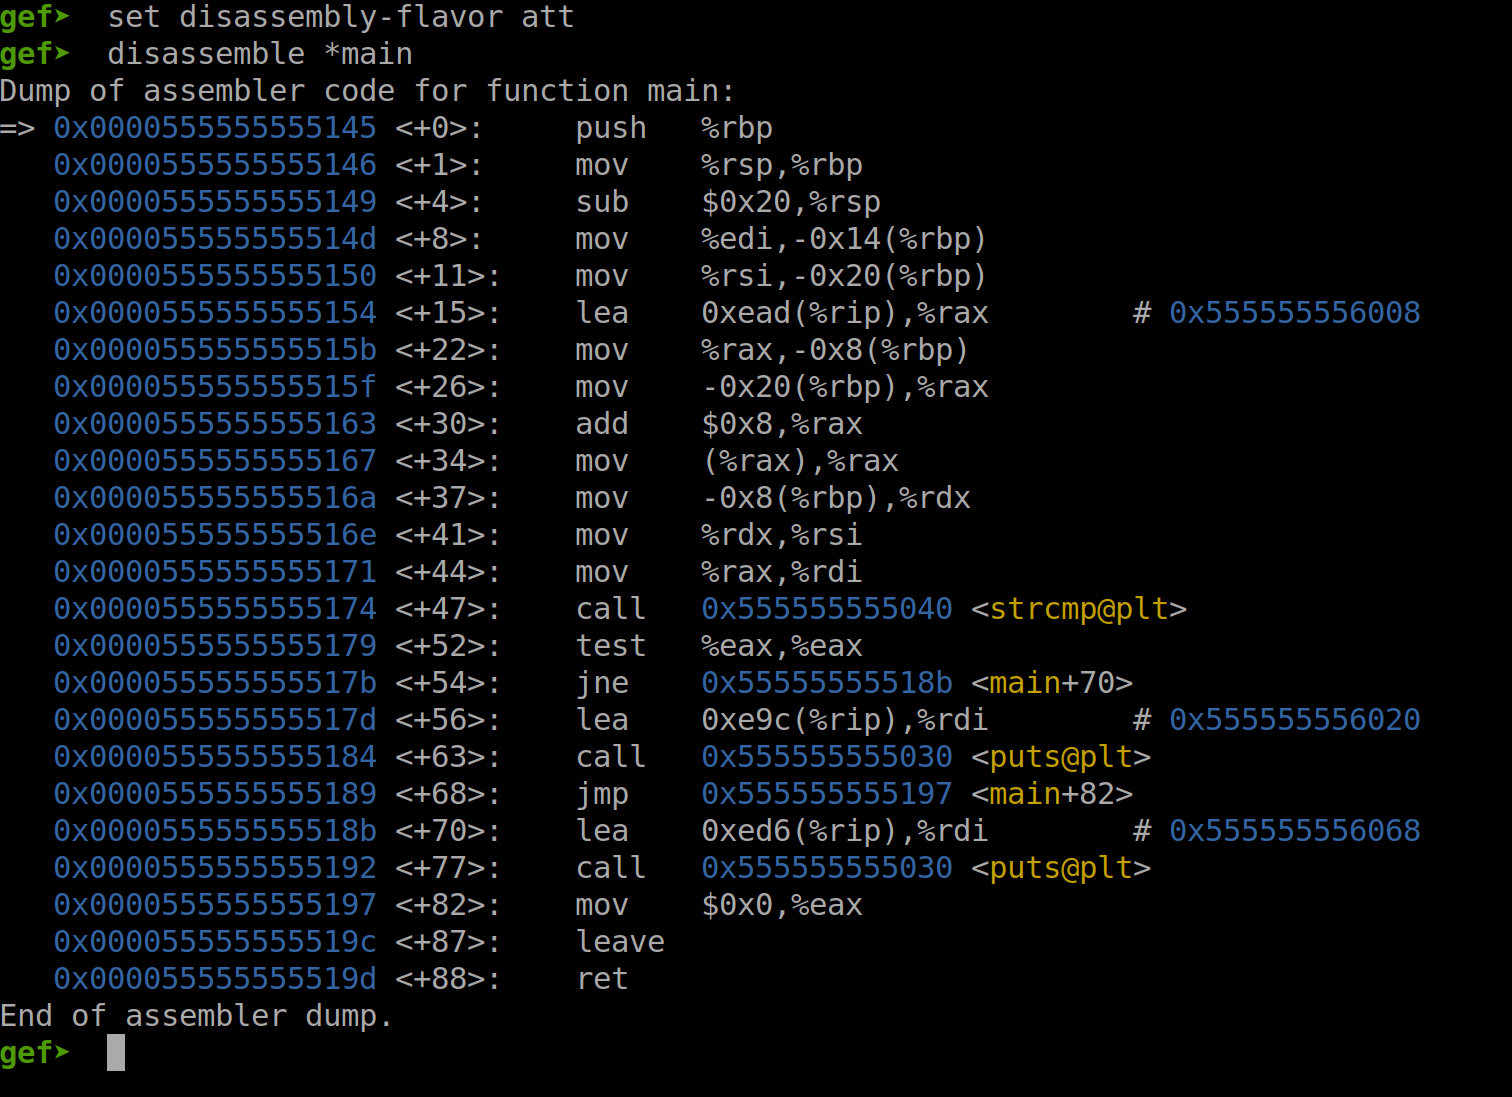 gef➤  set disassembly-flavor att
gef➤  disassemble *main
Dump of assembler code for function main:
=> 0x0000555555555145 <+0>:     push   %rbp
   0x0000555555555146 <+1>:     mov    %rsp,%rbp
   0x0000555555555149 <+4>:     sub    $0x20,%rsp
   0x000055555555514d <+8>:     mov    %edi,-0x14(%rbp)
   0x0000555555555150 <+11>:    mov    %rsi,-0x20(%rbp)
   0x0000555555555154 <+15>:    lea    0xead(%rip),%rax        # 0x555555556008
   0x000055555555515b <+22>:    mov    %rax,-0x8(%rbp)
   0x000055555555515f <+26>:    mov    -0x20(%rbp),%rax
   0x0000555555555163 <+30>:    add    $0x8,%rax
   0x0000555555555167 <+34>:    mov    (%rax),%rax
   0x000055555555516a <+37>:    mov    -0x8(%rbp),%rdx
   0x000055555555516e <+41>:    mov    %rdx,%rsi
   0x0000555555555171 <+44>:    mov    %rax,%rdi
   0x0000555555555174 <+47>:    call   0x555555555040 <strcmp@plt>
   0x0000555555555179 <+52>:    test   %eax,%eax
   0x000055555555517b <+54>:    jne    0x55555555518b <main+70>
   0x000055555555517d <+56>:    lea    0xe9c(%rip),%rdi        # 0x555555556020
   0x0000555555555184 <+63>:    call   0x555555555030 <puts@plt>
   0x0000555555555189 <+68>:    jmp    0x555555555197 <main+82>
   0x000055555555518b <+70>:    lea    0xed6(%rip),%rdi        # 0x555555556068
   0x0000555555555192 <+77>:    call   0x555555555030 <puts@plt>
   0x0000555555555197 <+82>:    mov    $0x0,%eax
   0x000055555555519c <+87>:    leave
   0x000055555555519d <+88>:    ret
End of assembler dump.
gef➤